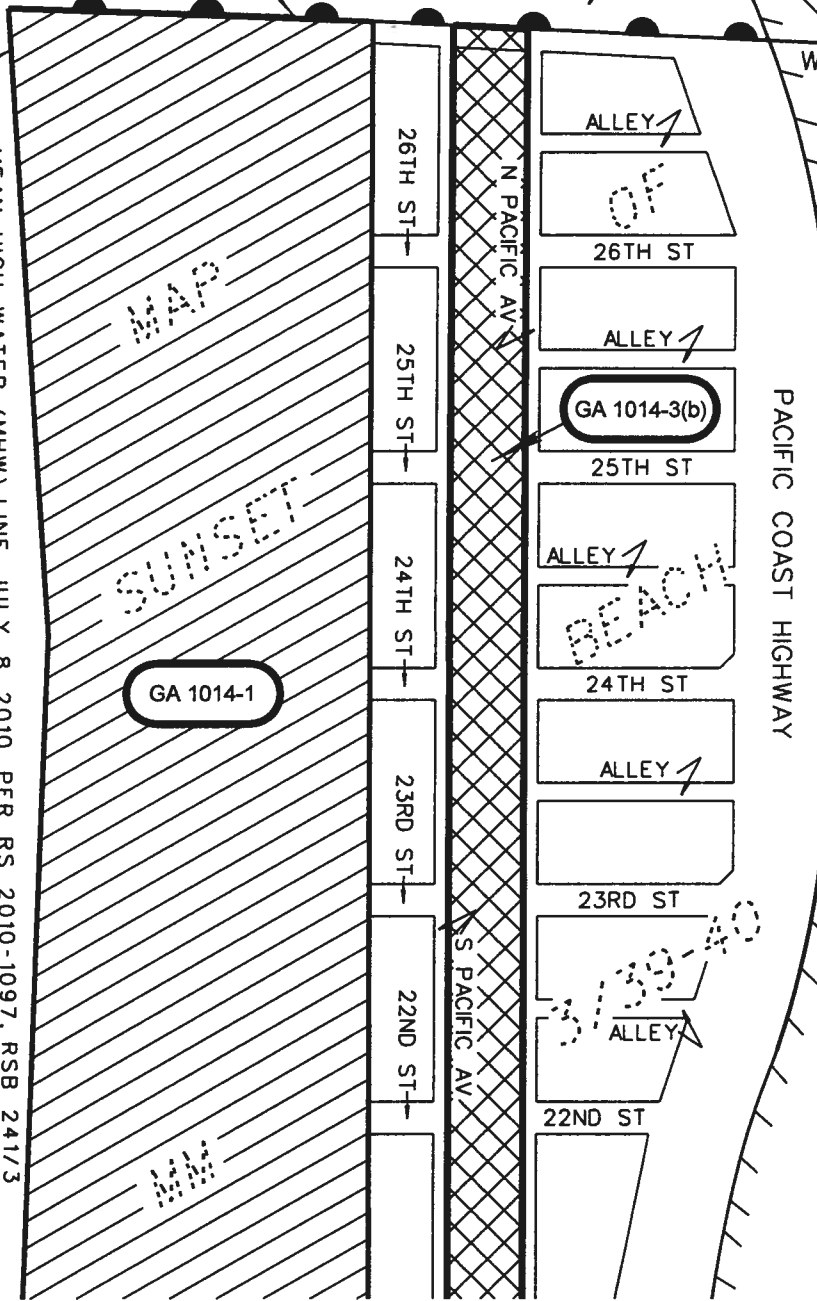 W
ALLEY
26TH ST
N PACIFIC AV
OF
26TH ST
MAP
ALLEY
25TH ST
GA 1014-3(b)
PACIFIC COAST HIGHWAY
25TH ST
SUNSET
ALLEY
24TH ST
BEACH
GA 1014-1
24TH ST
ALLEY
23RD ST
23RD ST
3/39-40
S PACIFIC AV
22ND ST
ALLEY
22ND ST
MM
HIGH WATER (MHW) LINE JULY 8 2010 PER RS 2010-1097, RSB 241/3